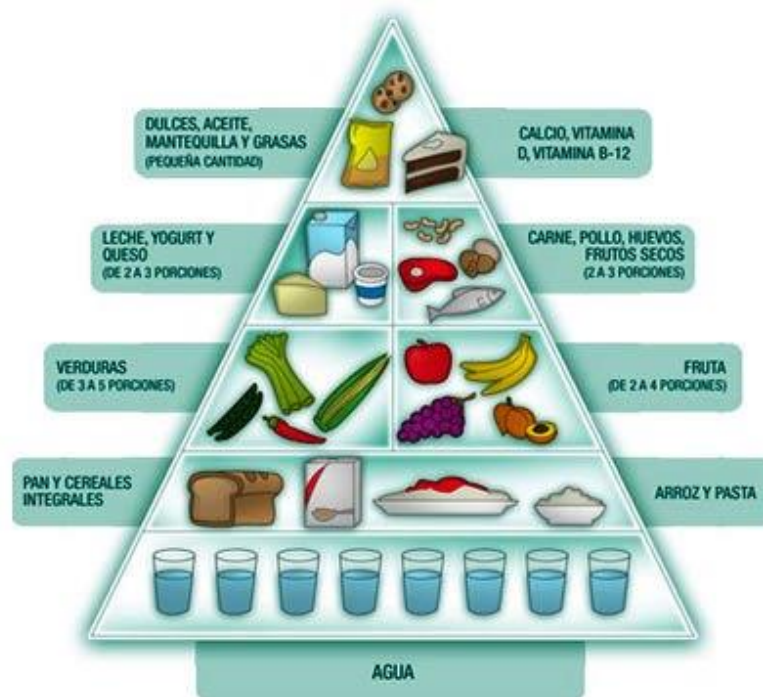 DULCES, ACEITE,
MANTEQUILLA Y GRASAS
(PEQUEÑA CANTIDAD)
CALCIO, VITAMINA
D, VITAMINA B-12
LECHE, YOGURT Y
QUESO
(DE 2 A 3 PORCIONES)
CARNE, POLLO, HUEVOS,
FRUTOS SECOS
(2 A 3 PORCIONES)
VERDURAS
(DE 3 A 5 PORCIONES)
FRUTA
(DE 2 A 4 PORCIONES)
PAN Y CEREALES
INTEGRALES
ARROZ Y PASTA
AGUA